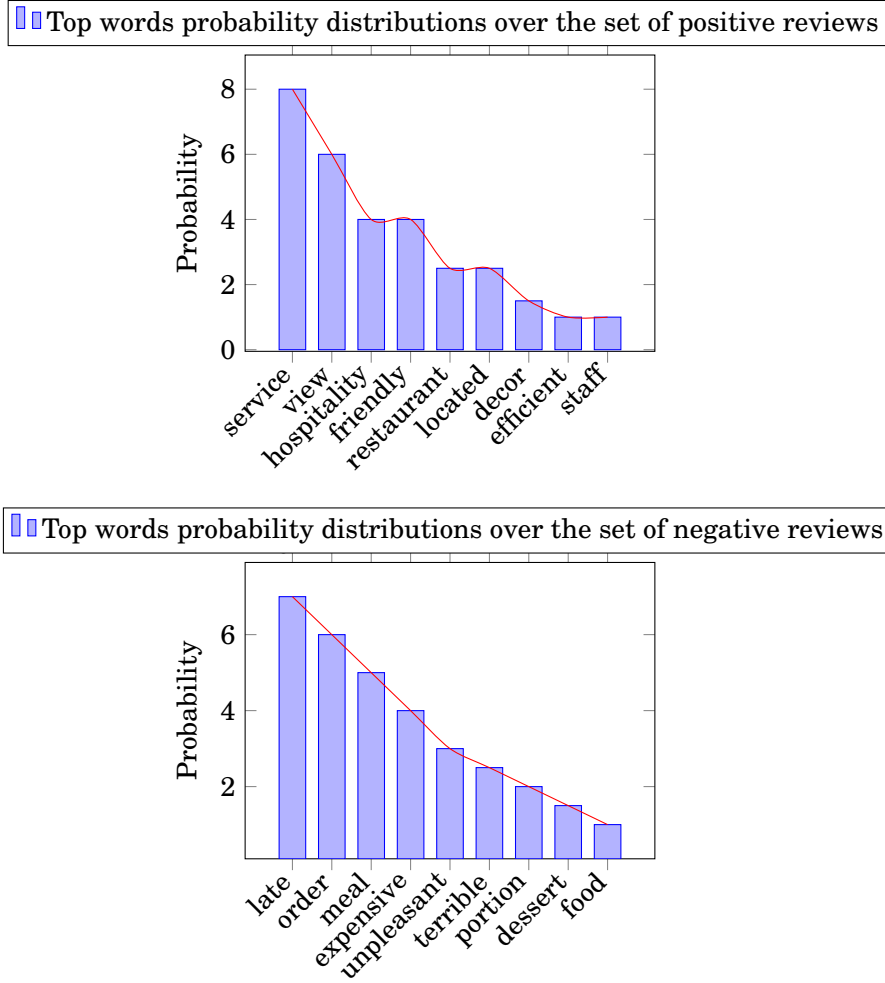 Top words probability distributions over the set of positive reviews
8
6
4
2
0
Probability
service
view
hospitality
friendly
restaurant
located
decor
efficient
staff
Top words probability distributions over the set of negative reviews
6
4
2
Probability
late
order
meal
expensive
unpleasant
terrible
portion
dessert
food